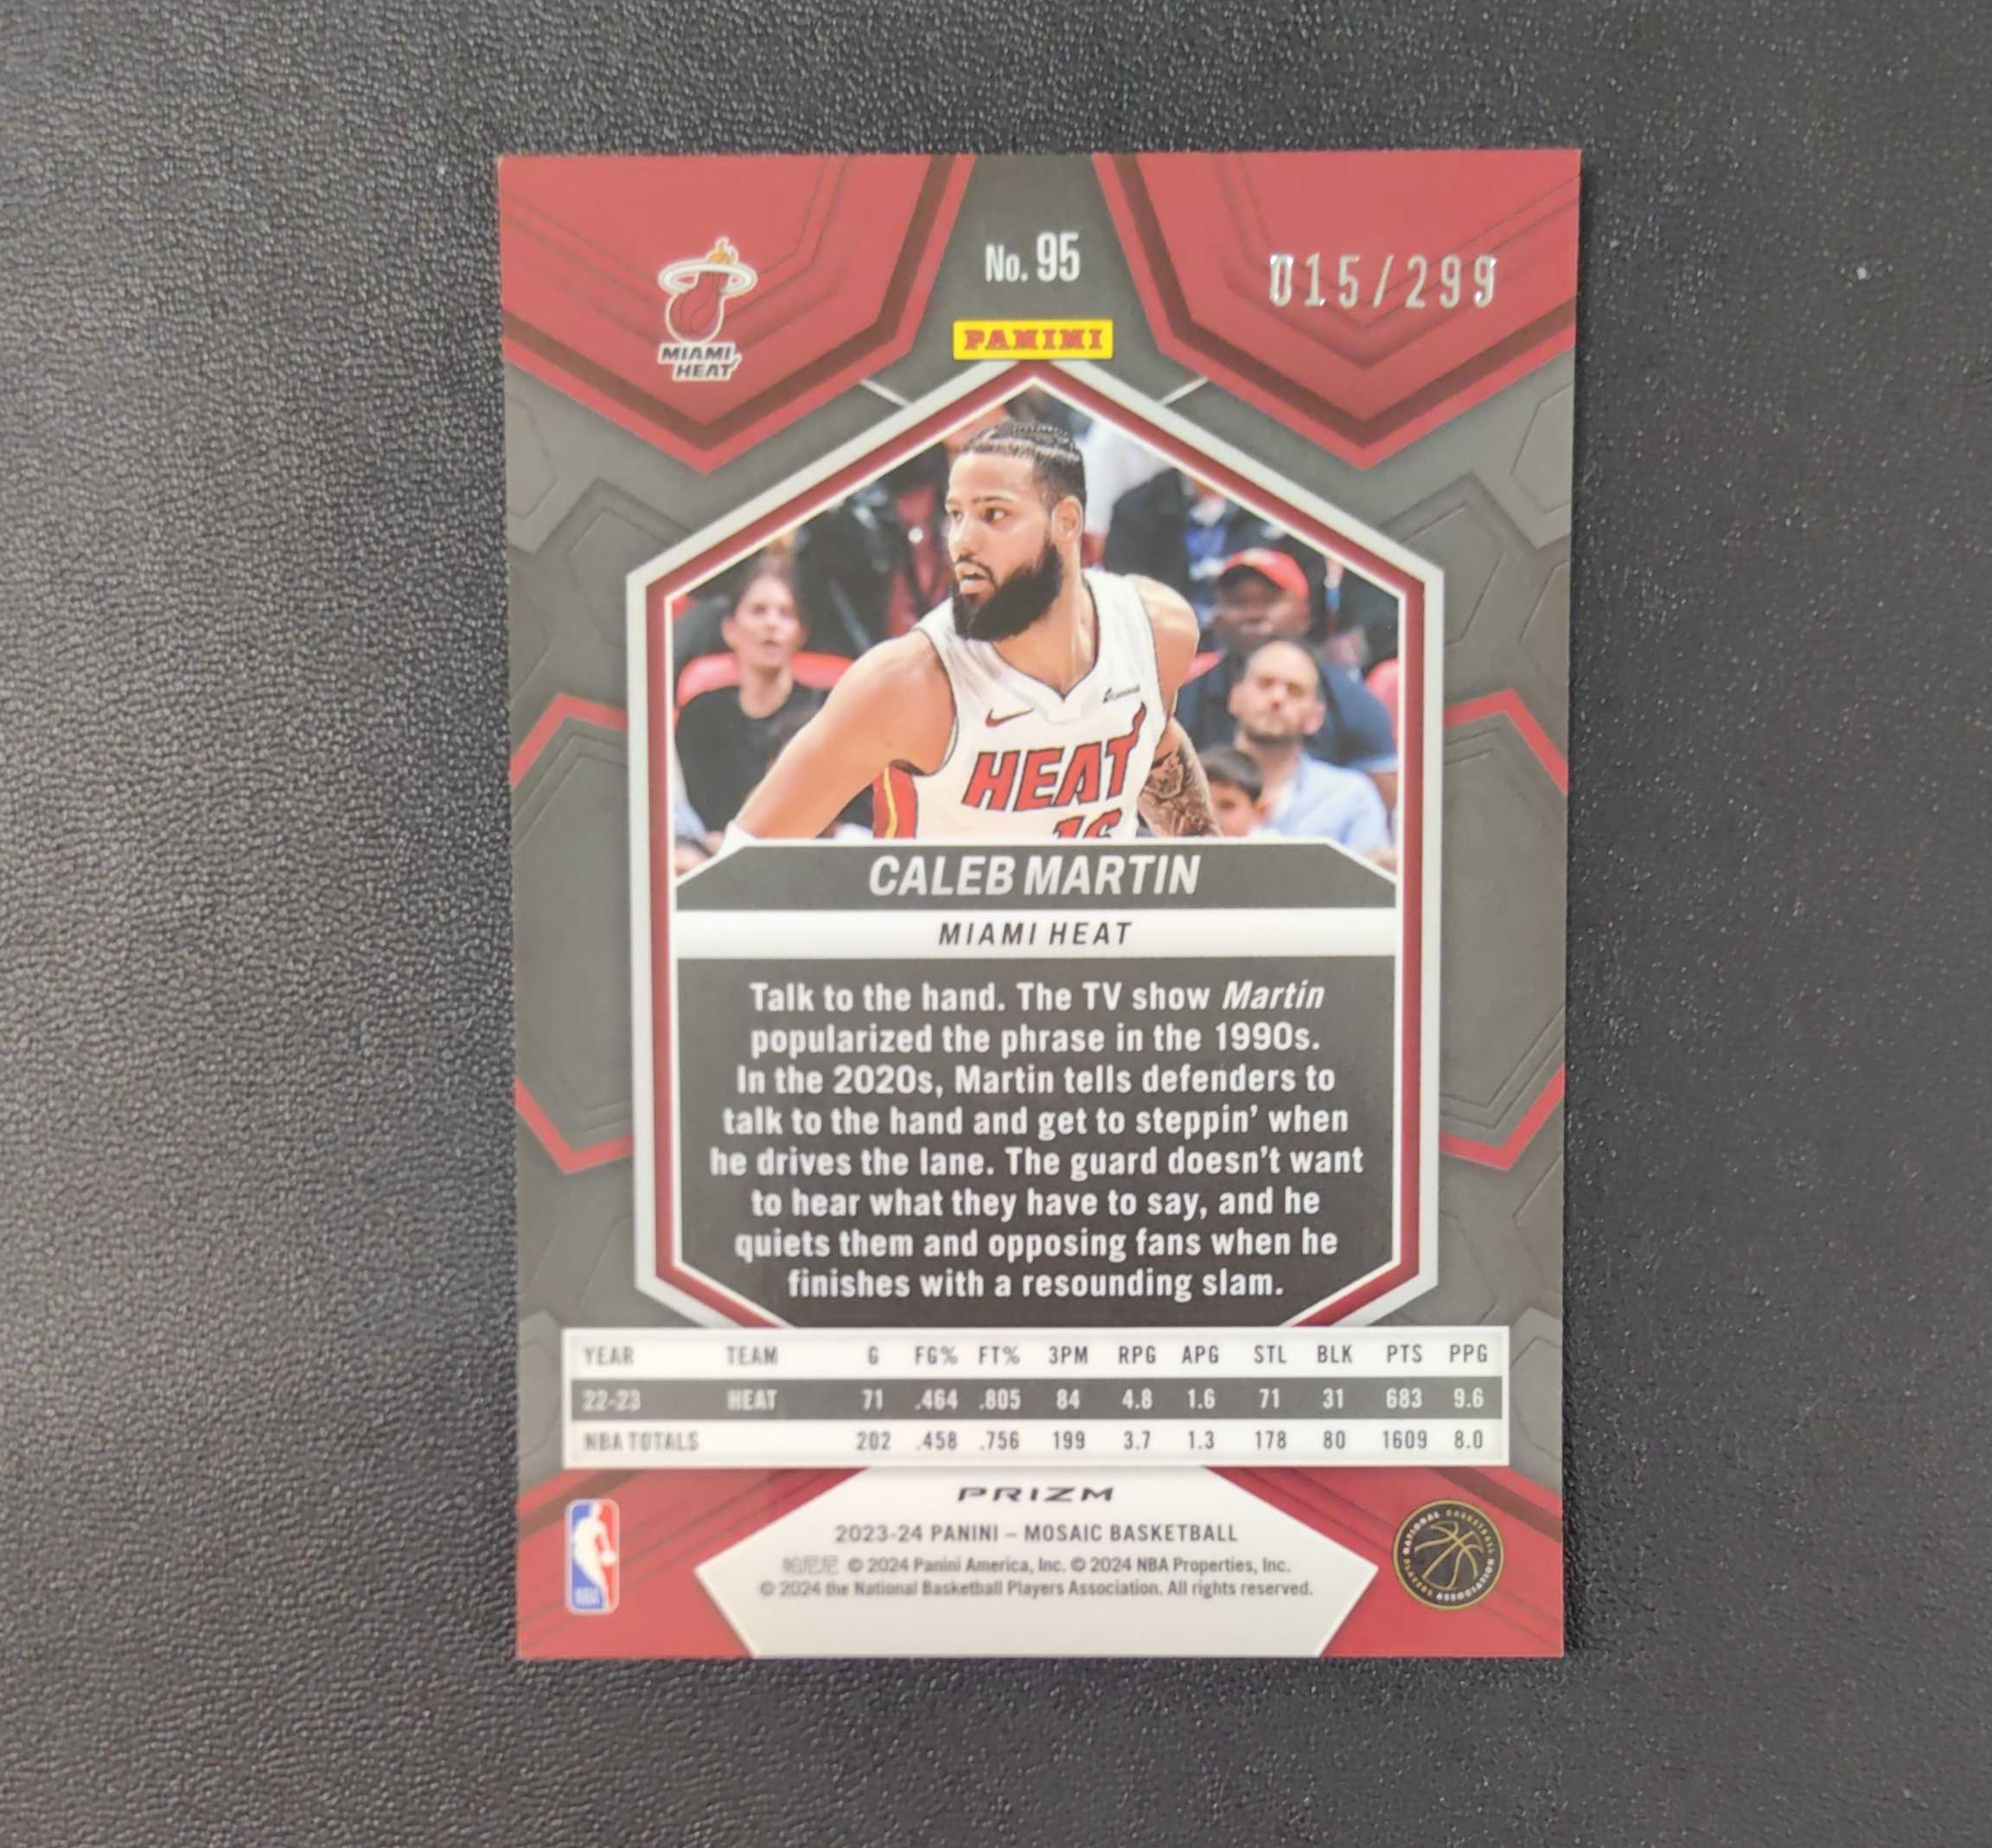 No. 95
015/299
PANINI
MIAMI
HEAT
HEAT
16
CALEB MARTIN
MIAMI HEAT
Talk to the hand. The TV show Martin
popularized the phrase in the 1990s.
In the 2020s, Martin tells defenders to
talk to the hand and get to steppin' when
he drives the lane. The guard doesn't want
to hear what they have to say, and he
quiets them and opposing fans when he
finishes with a resounding slam.
YEAR TEAM G FG% FT% 3PM RPG APG STL BLK PTS PPG
22-23 HEAT 71 .464 .805 84 4.8 1.6 71 31 683 9.6
NBA TOTALS 202 .458 .756 199 3.7 1.3 178 80 1609 8.0
PRIZM
2023-24 PANINI – MOSAIC BASKETBALL
帕尼尼 © 2024 Panini America, Inc. © 2024 NBA Properties, Inc.
© 2024 the National Basketball Players Association. All rights reserved.
NBA
NATIONAL BASKETBALL
PLAYERS ASSOCIATION